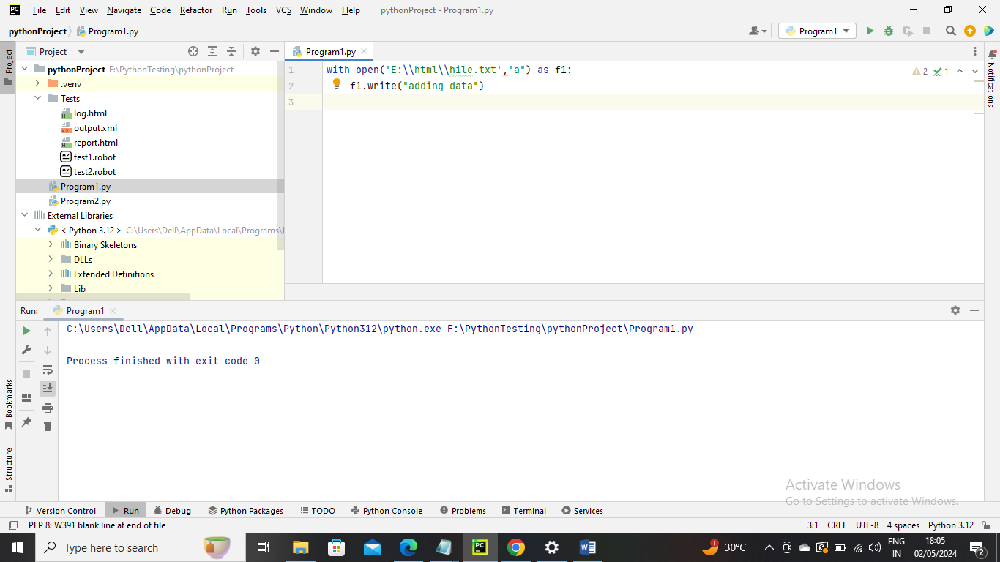 PC File Edit View Navigate Code Refactor Run Tools VCS Window Help pythonProject - Program1.py
pythonProject Program1.py Program1
Project
Project
Program1.py
Notifications
pythonProject F:\PythonTesting\pythonProject
.venv
Tests
log.html
output.xml
report.html
test1.robot
test2.robot
Program1.py
Program2.py
External Libraries
< Python 3.12 > C:\Users\Dell\AppData\Local\Programs\
Binary Skeletons
DLLs
Extended Definitions
Lib
1 with open('E:\\html\\hile.txt',"a") as f1: 2 1
2 f1.write("adding data")
3
Run: Program1
C:\Users\Dell\AppData\Local\Programs\Python\Python312\python.exe F:\PythonTesting\pythonProject\Program1.py
Process finished with exit code 0
Bookmarks
Structure
Activate Windows
Go to Settings to activate Windows.
Version Control Run Debug Python Packages TODO Python Console Problems Terminal Services
PEP 8: W391 blank line at end of file 3:1 CRLF UTF-8 4 spaces Python 3.12
Type here to search PC W 1 30°C ENG 18:05
IN 02/05/2024 2